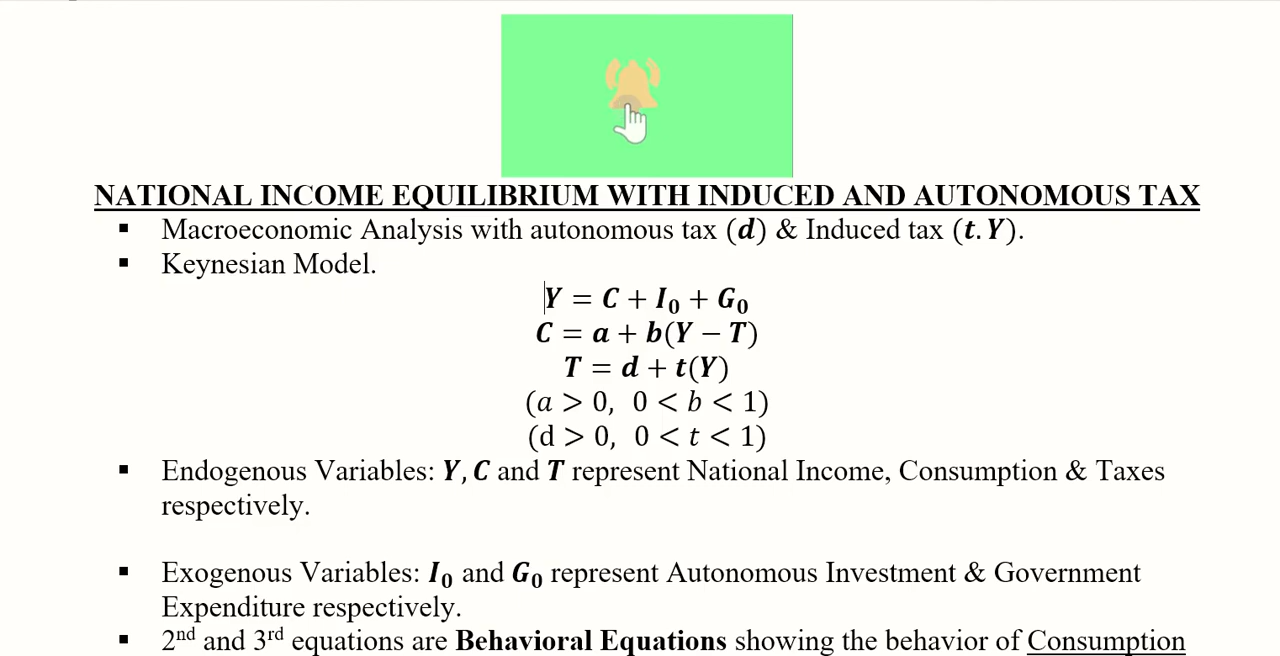 NATIONAL INCOME EQUILIBRIUM WITH INDUCED AND AUTONOMOUS TAX
▪ Macroeconomic Analysis with autonomous tax (d) & Induced tax (t.Y).
▪ Keynesian Model.
Y = C + I₀ + G₀
C = a + b(Y − T)
T = d + t(Y)
(a > 0, 0 < b < 1)
(d > 0, 0 < t < 1)
▪ Endogenous Variables: Y, C and T represent National Income, Consumption & Taxes
respectively.
▪ Exogenous Variables: I₀ and G₀ represent Autonomous Investment & Government
Expenditure respectively.
▪ 2nd and 3rd equations are Behavioral Equations showing the behavior of Consumption